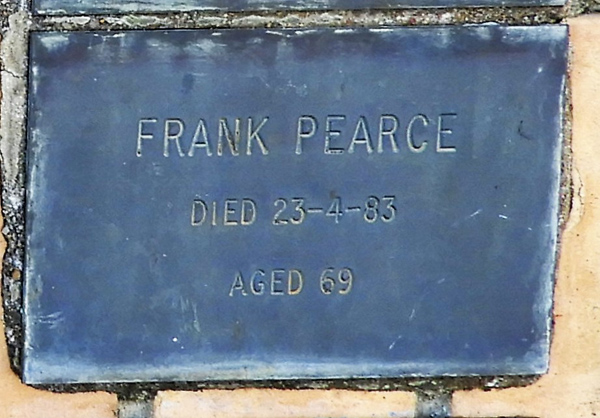 FRANK PEARCE
DIED 23-4-83
AGED 69